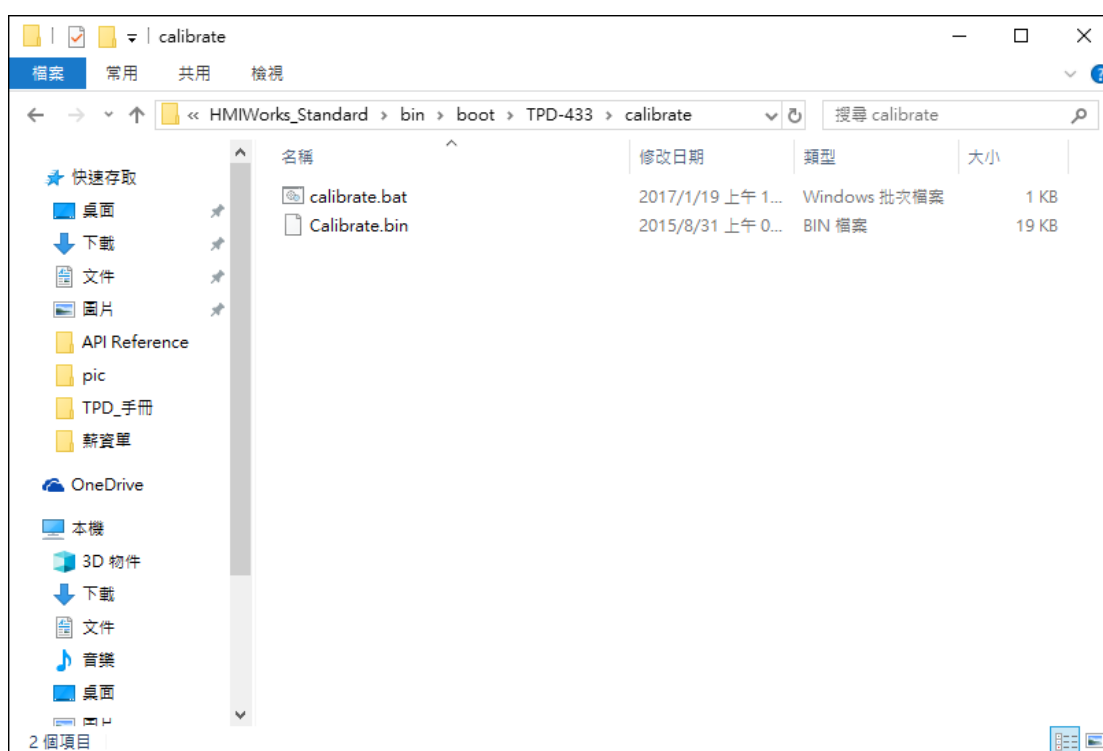 calibrate
檔案 常用 共用 檢視
« HMIWorks_Standard › bin › boot › TPD-433 › calibrate 搜尋 calibrate
名稱 修改日期 類型 大小
calibrate.bat 2017/1/19 上午 1... Windows 批次檔案 1 KB
Calibrate.bin 2015/8/31 上午 0... BIN 檔案 19 KB
快速存取
桌面
下載
文件
圖片
API Reference
pic
TPD_手冊
薪資單
OneDrive
本機
3D 物件
下載
文件
音樂
桌面
圖片
2 個項目